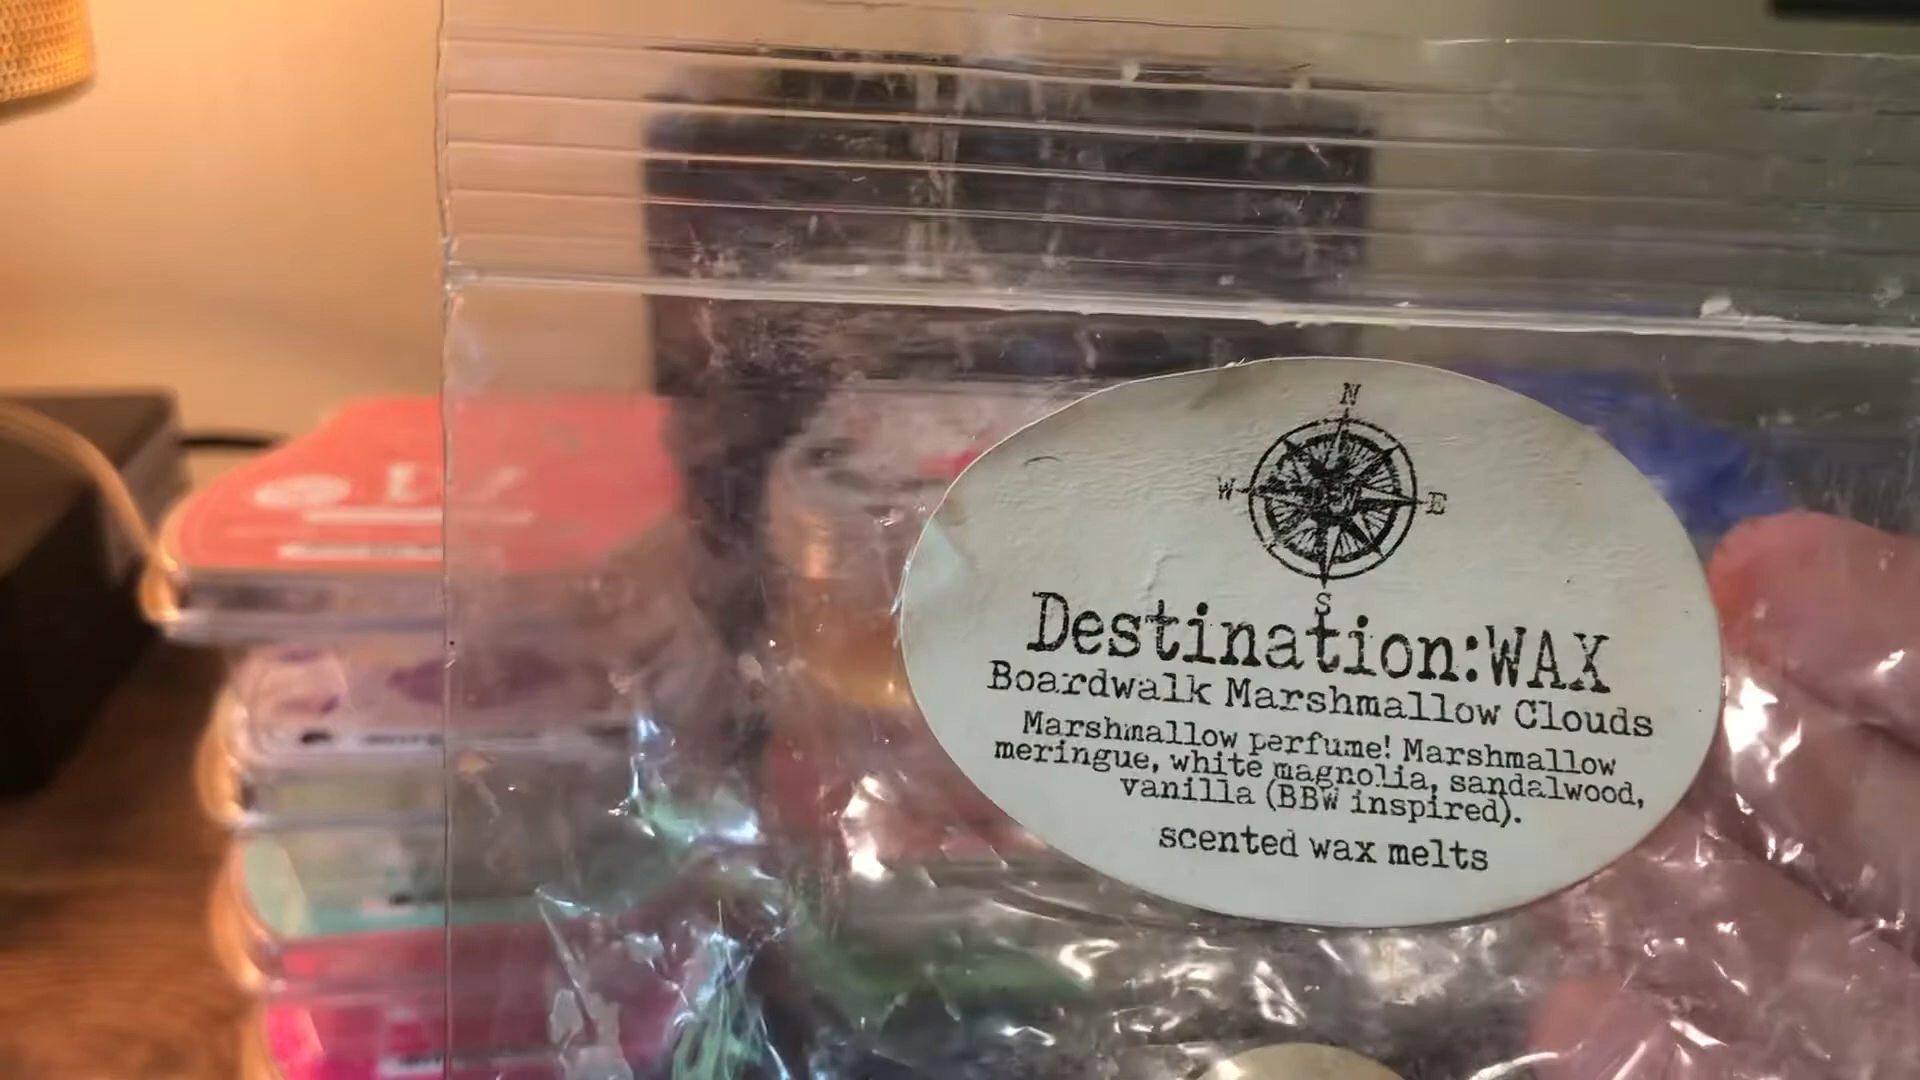 N
W E
S
Destination:WAX
Boardwalk Marshmallow Clouds
Marshmallow perfume! Marshmallow
meringue, white magnolia, sandalwood,
vanilla (BBW inspired).
scented wax melts